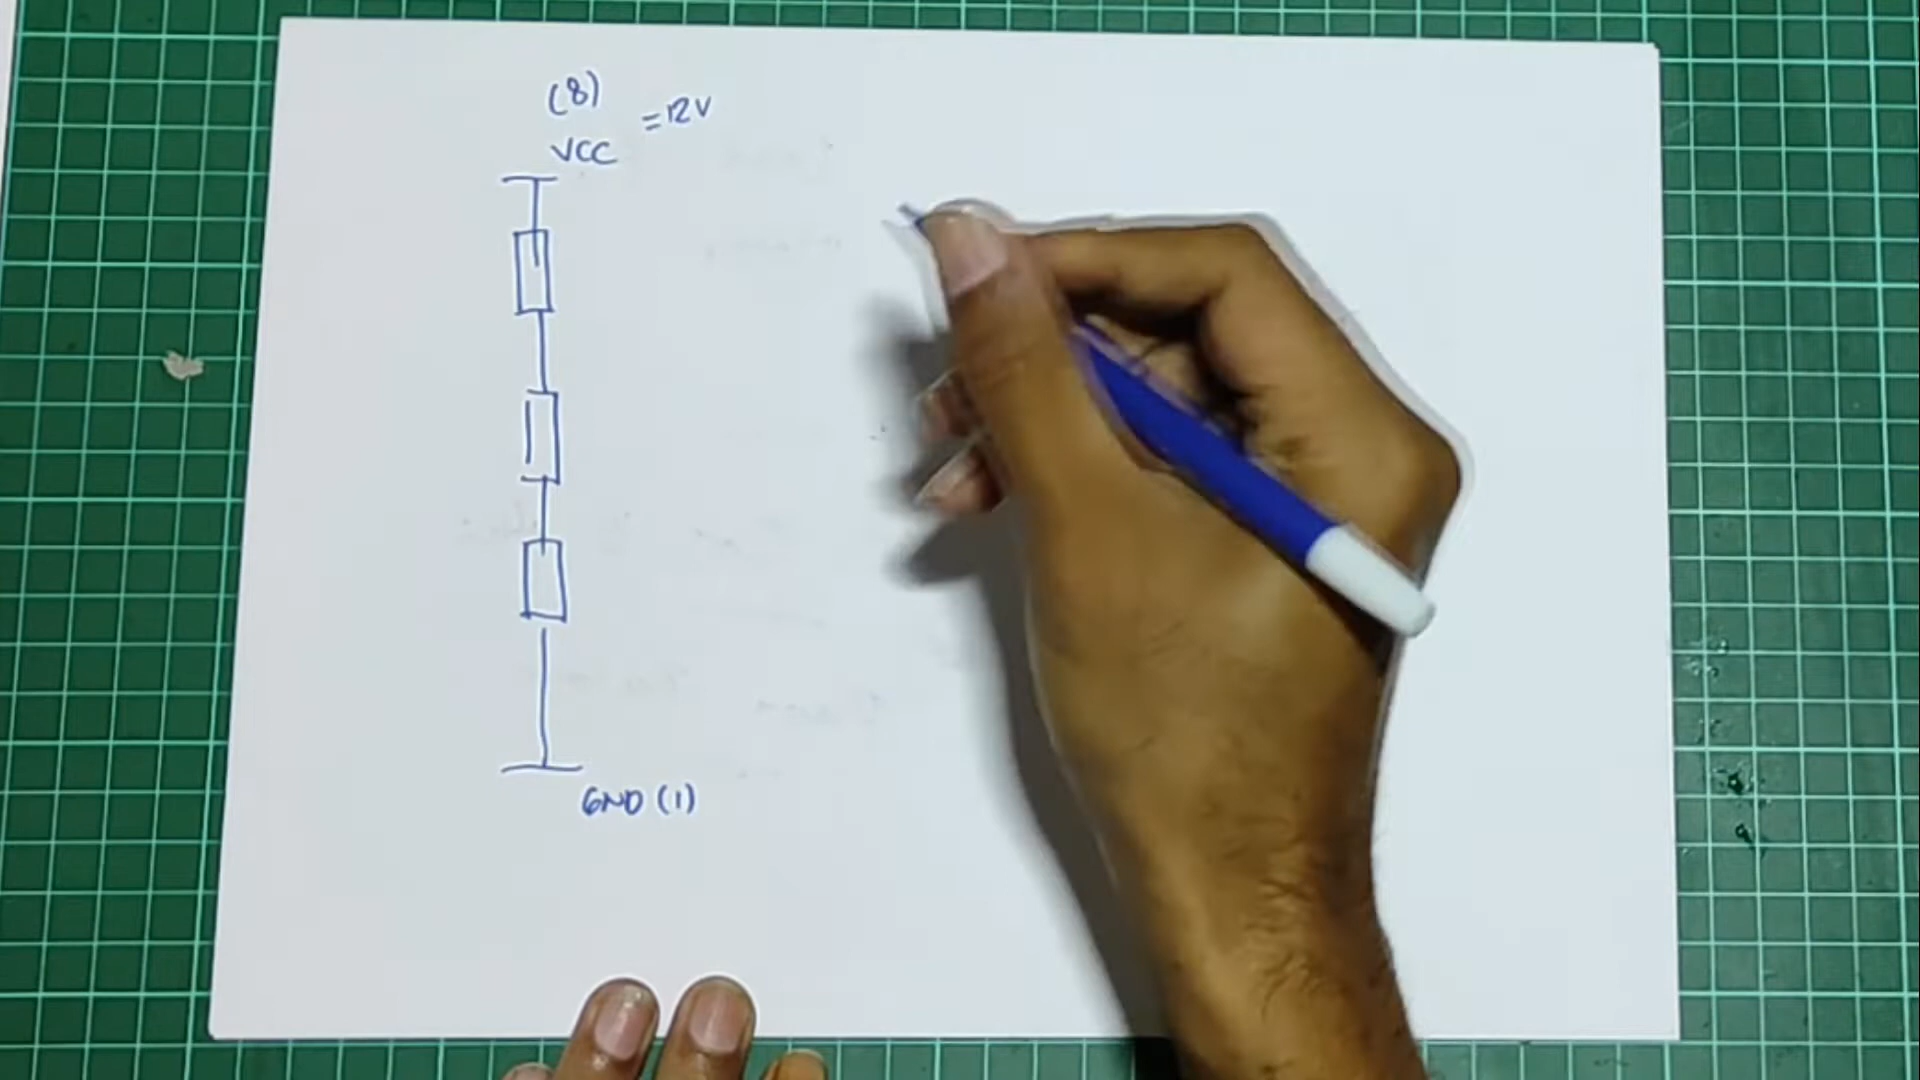 (8)
VCC = 12V
GND (1)